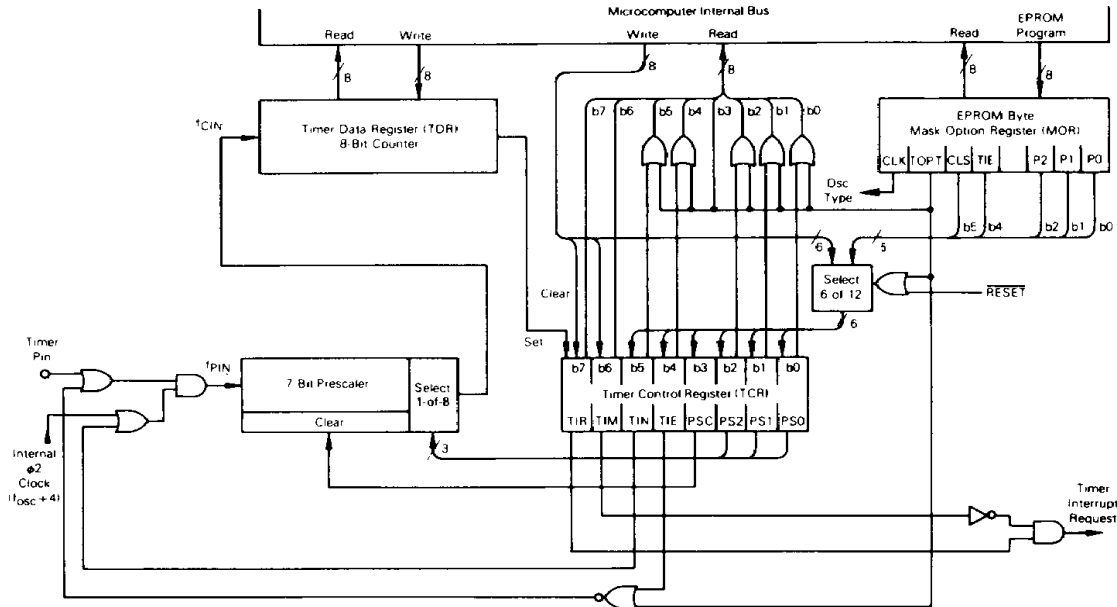 Microcomputer Internal Bus
EPROM
Program
Read
Write
Write
Read
Read
8
8
8
8
8
8
fCIN
Timer Data Register (TDR)
8-Bit Counter
b7
b6
b5
b4
b3
b2
b1
b0
EPROM Byte
Mask Option Register (MOR)
CLK
TOPT
CLS
TIE
P2
P1
P0
Osc
Type
b5
b4
b2
b1
b0
6
5
Select
6 of 12
RESET
6
Clear
Set
Timer
Pin
fPIN
7-Bit Prescaler
Select
1-of-8
Clear
3
b7
b6
b5
b4
b3
b2
b1
b0
Timer Control Register (TCR)
TIR
TIM
TIN
TIE
PSC
PS2
PS1
PS0
Internal
ϕ2
Clock
(fosc÷4)
Timer
Interrupt
Request